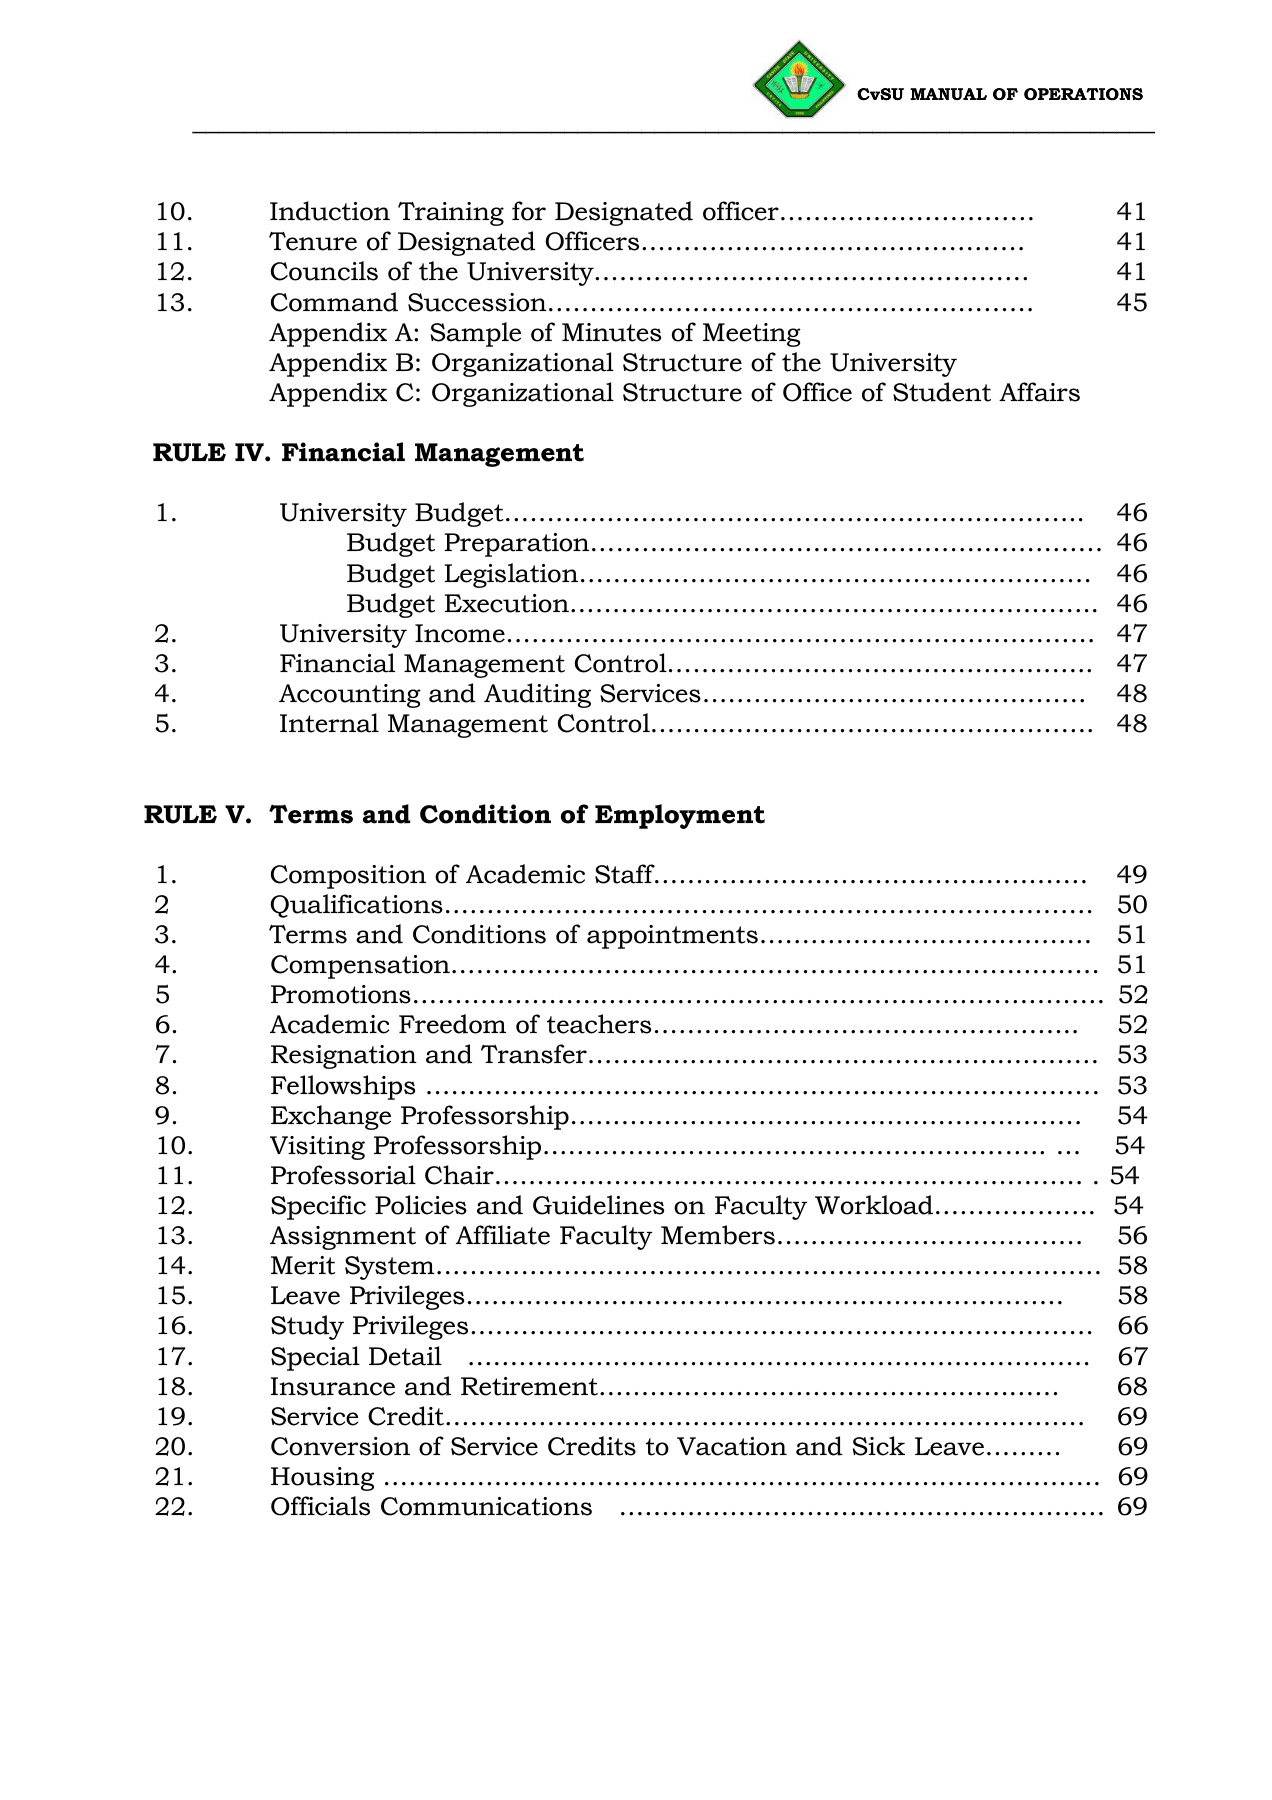 CvSU MANUAL OF OPERATIONS
10. Induction Training for Designated officer………………………… 41
11. Tenure of Designated Officers……………………………………… 41
12. Councils of the University…………………………………………… 41
13. Command Succession………………………………………………… 45
Appendix A: Sample of Minutes of Meeting
Appendix B: Organizational Structure of the University
Appendix C: Organizational Structure of Office of Student Affairs
RULE IV. Financial Management
1. University Budget…………………………………………………………… 46
Budget Preparation…………………………………………………… 46
Budget Legislation…………………………………………………… 46
Budget Execution……………………………………………………… 46
2. University Income…………………………………………………………… 47
3. Financial Management Control…………………………………………… 47
4. Accounting and Auditing Services……………………………………… 48
5. Internal Management Control…………………………………………… 48
RULE V. Terms and Condition of Employment
1. Composition of Academic Staff…………………………………………… 49
2 Qualifications………………………………………………………………… 50
3. Terms and Conditions of appointments………………………………… 51
4. Compensation………………………………………………………………… 51
5 Promotions……………………………………………………………………… 52
6. Academic Freedom of teachers…………………………………………… 52
7. Resignation and Transfer…………………………………………………… 53
8. Fellowships …………………………………………………………………… 53
9. Exchange Professorship…………………………………………………… 54
10. Visiting Professorship…………………………………………………… … 54
11. Professorial Chair…………………………………………………………… . 54
12. Specific Policies and Guidelines on Faculty Workload………………. 54
13. Assignment of Affiliate Faculty Members……………………………… 56
14. Merit System…………………………………………………………………… 58
15. Leave Privileges…………………………………………………………… 58
16. Study Privileges……………………………………………………………… 66
17. Special Detail ……………………………………………………………… 67
18. Insurance and Retirement……………………………………………… 68
19. Service Credit………………………………………………………………… 69
20. Conversion of Service Credits to Vacation and Sick Leave……… 69
21. Housing ………………………………………………………………………… 69
22. Officials Communications ………………………………………………… 69